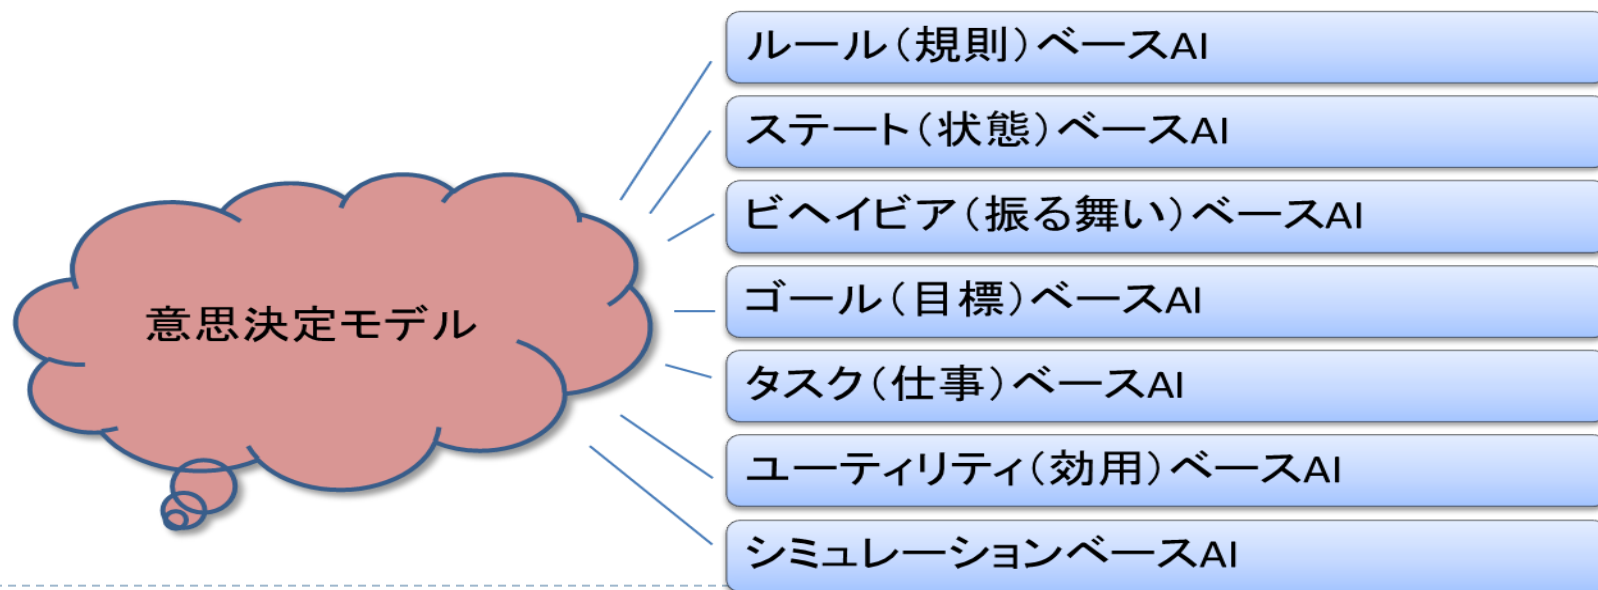 ルール（規則）ベースAI
ステート（状態）ベースAI
ビヘイビア（振る舞い）ベースAI
意思決定モデル
ゴール（目標）ベースAI
タスク（仕事）ベースAI
ユーティリティ（効用）ベースAI
シミュレーションベースAI